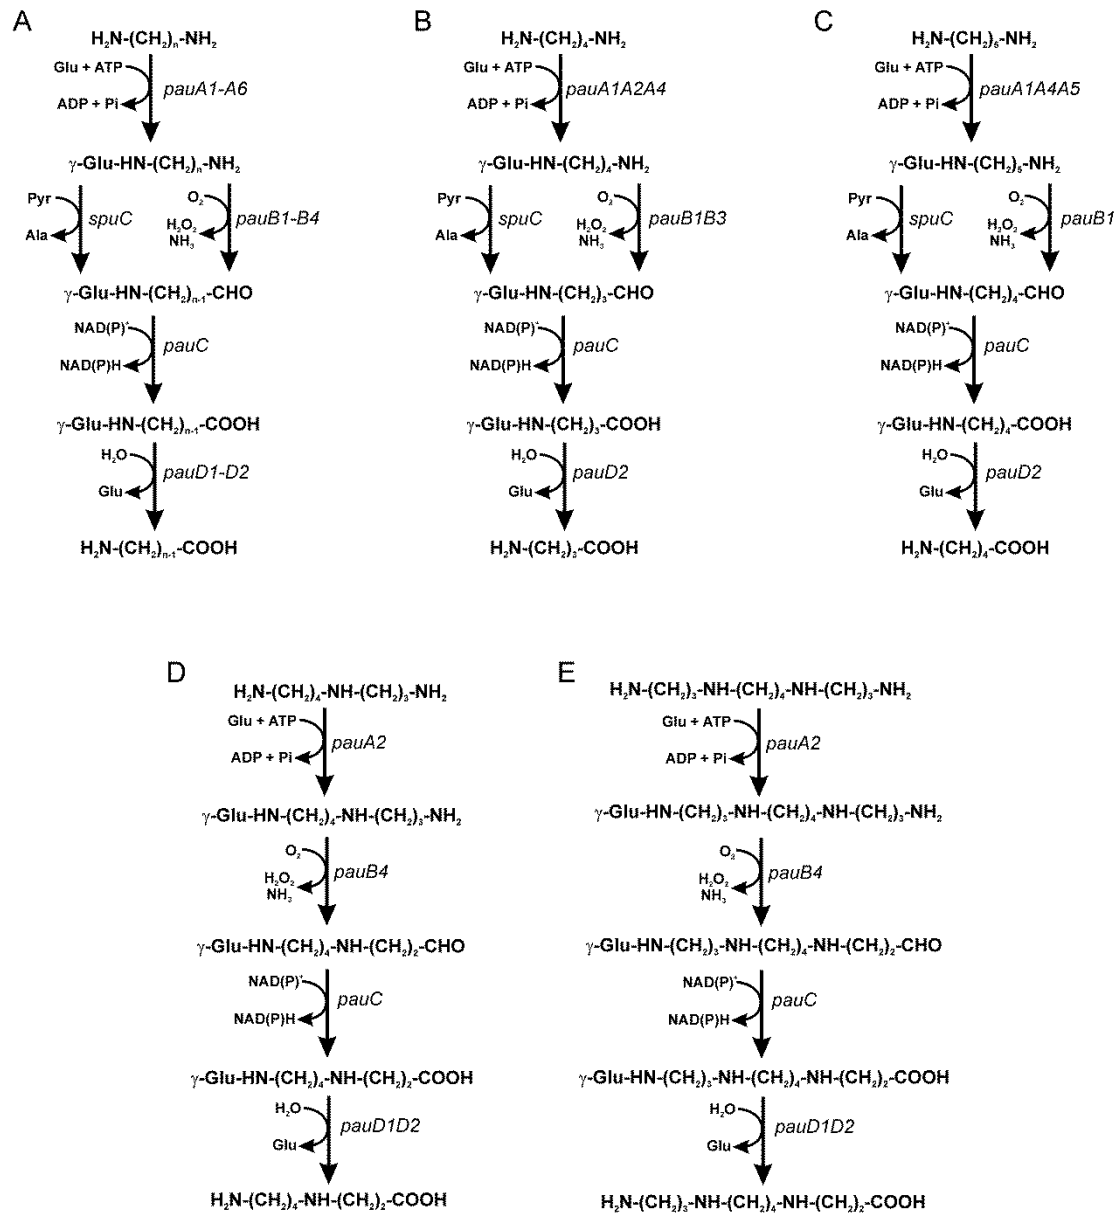 A
H₂N-(CH₂)ₙ-NH₂
Glu + ATP
pauA1-A6
ADP + Pi
γ-Glu-HN-(CH₂)ₙ-NH₂
Pyr
spuC
Ala
O₂
pauB1-B4
H₂O₂
NH₃
γ-Glu-HN-(CH₂)ₙ₋₁-CHO
NAD(P)⁺
pauC
NAD(P)H
γ-Glu-HN-(CH₂)ₙ₋₁-COOH
H₂O
pauD1-D2
Glu
H₂N-(CH₂)ₙ₋₁-COOH
B
H₂N-(CH₂)₄-NH₂
Glu + ATP
pauA1A2A4
ADP + Pi
γ-Glu-HN-(CH₂)₄-NH₂
Pyr
spuC
Ala
O₂
pauB1B3
H₂O₂
NH₃
γ-Glu-HN-(CH₂)₃-CHO
NAD(P)⁺
pauC
NAD(P)H
γ-Glu-HN-(CH₂)₃-COOH
H₂O
pauD2
Glu
H₂N-(CH₂)₃-COOH
C
H₂N-(CH₂)₅-NH₂
Glu + ATP
pauA1A4A5
ADP + Pi
γ-Glu-HN-(CH₂)₅-NH₂
Pyr
spuC
Ala
O₂
pauB1
H₂O₂
NH₃
γ-Glu-HN-(CH₂)₄-CHO
NAD(P)⁺
pauC
NAD(P)H
γ-Glu-HN-(CH₂)₄-COOH
H₂O
pauD2
Glu
H₂N-(CH₂)₄-COOH
D
H₂N-(CH₂)₄-NH-(CH₂)₃-NH₂
Glu + ATP
pauA2
ADP + Pi
γ-Glu-HN-(CH₂)₄-NH-(CH₂)₃-NH₂
O₂
pauB4
H₂O₂
NH₃
γ-Glu-HN-(CH₂)₄-NH-(CH₂)₂-CHO
NAD(P)⁺
pauC
NAD(P)H
γ-Glu-HN-(CH₂)₄-NH-(CH₂)₂-COOH
H₂O
pauD1D2
Glu
H₂N-(CH₂)₄-NH-(CH₂)₂-COOH
E
H₂N-(CH₂)₃-NH-(CH₂)₄-NH-(CH₂)₃-NH₂
Glu + ATP
pauA2
ADP + Pi
γ-Glu-HN-(CH₂)₃-NH-(CH₂)₄-NH-(CH₂)₃-NH₂
O₂
pauB4
H₂O₂
NH₃
γ-Glu-HN-(CH₂)₃-NH-(CH₂)₄-NH-(CH₂)₂-CHO
NAD(P)⁺
pauC
NAD(P)H
γ-Glu-HN-(CH₂)₃-NH-(CH₂)₄-NH-(CH₂)₂-COOH
H₂O
pauD1D2
Glu
H₂N-(CH₂)₃-NH-(CH₂)₄-NH-(CH₂)₂-COOH